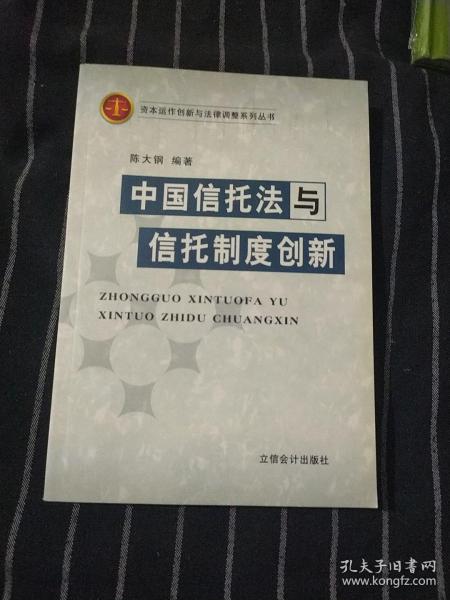 资本运作创新与法律调整系列丛书
陈大钢 编著
中国信托法与
信托制度创新
ZHONGGUO XINTUOFA YU
XINTUO ZHIDU CHUANGXIN
立信会计出版社
孔夫子旧书网
www.kongfz.com